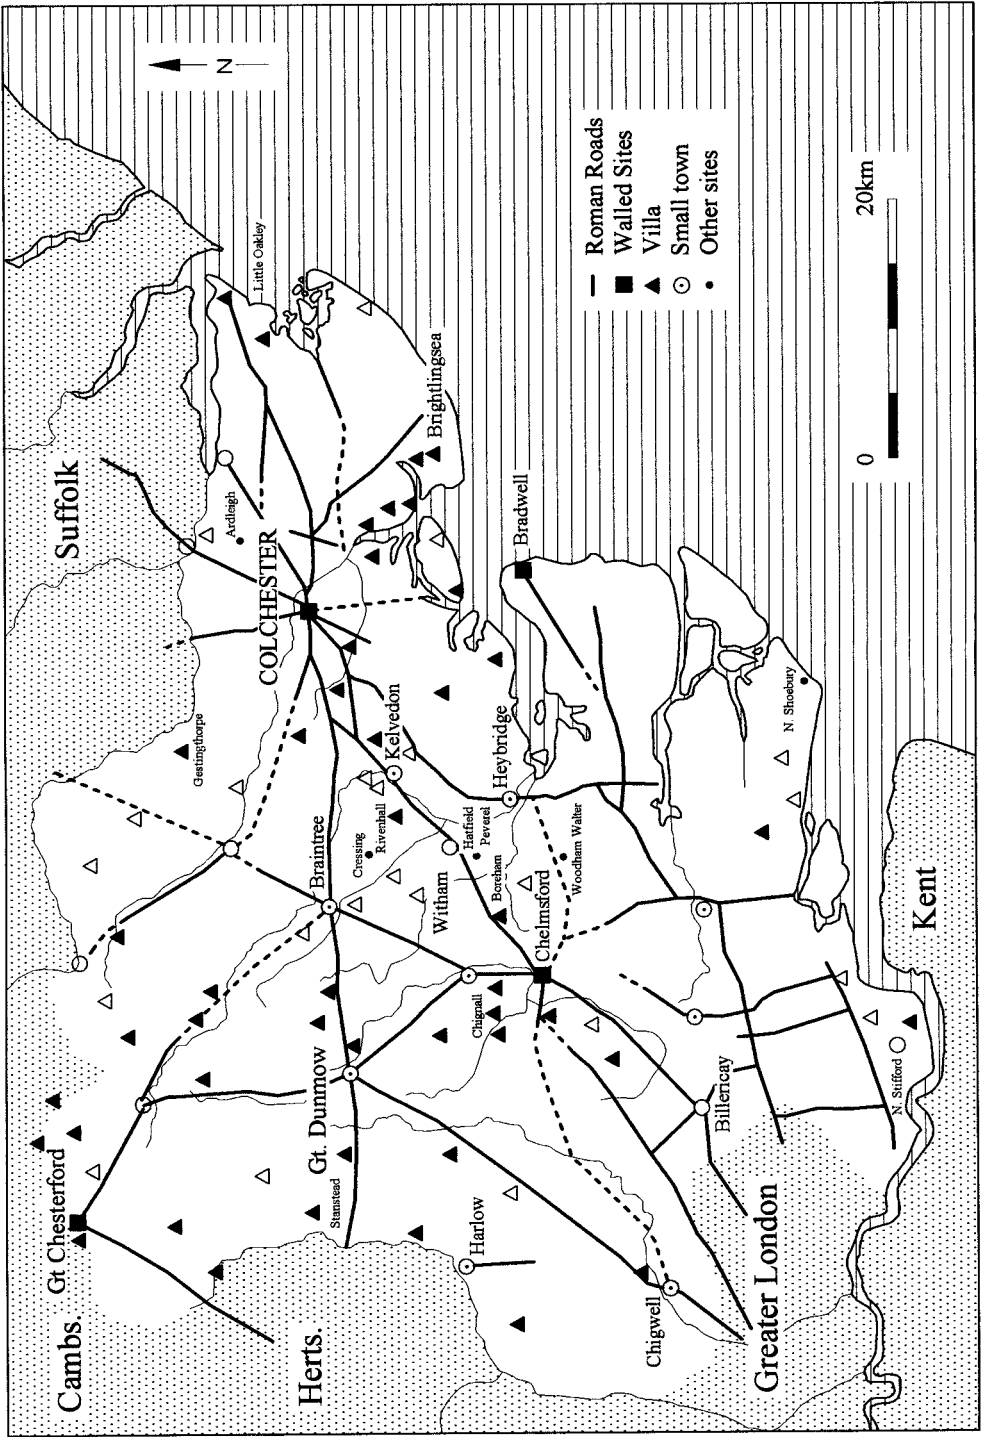 Cambs.
Gt Chesterford
Suffolk
N
Little Oakley
Ardleigh
COLCHESTER
Gestingthorpe
Herts.
Stanstead
Gt. Dunmow
Braintree
Cressing
Rivenhall
Kelvedon
Brightlingsea
Harlow
Chignall
Witham
Boreham
Hatfield
Peverel
Heybridge
Bradwell
Chelmsford
Woodham Walter
Chigwell
Greater London
Billericay
N. Stifford
Kent
N. Shoebury
Roman Roads
Walled Sites
Villa
Small town
Other sites
0
20km